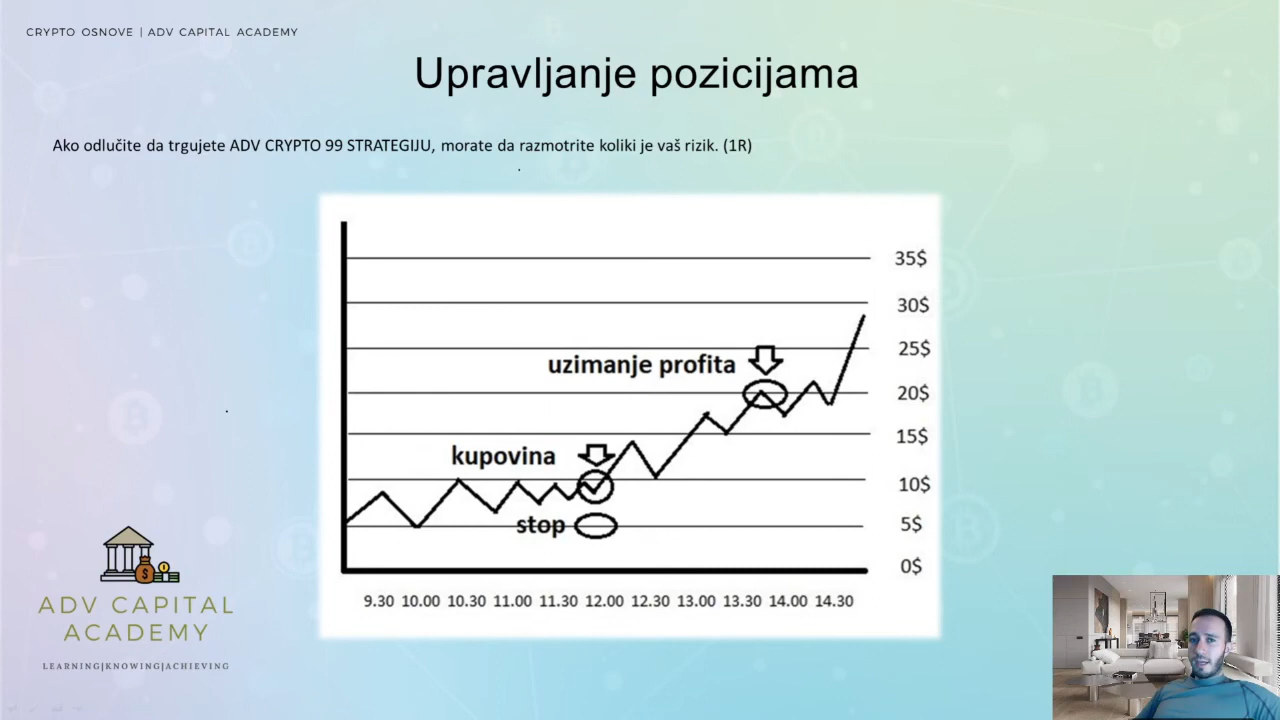 CRYPTO OSNOVE | ADV CAPITAL ACADEMY
Upravljanje pozicijama
Ako odlučite da trgujete ADV CRYPTO 99 STRATEGIJU, morate da razmotrite koliki je vaš rizik. (1R)
35$
30$
25$
uzimanje profita
20$
15$
kupovina
10$
stop
5$
0$
9.30 10.00 10.30 11.00 11.30 12.00 12.30 13.00 13.30 14.00 14.30
ADV CAPITAL
ACADEMY
LEARNING|KNOWING|ACHIEVING